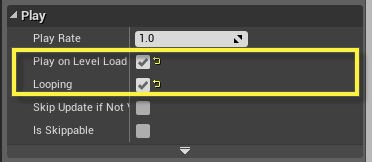 Play
Play Rate
1.0
Play on Level Load
Looping
Skip Update if Not
Is Skippable